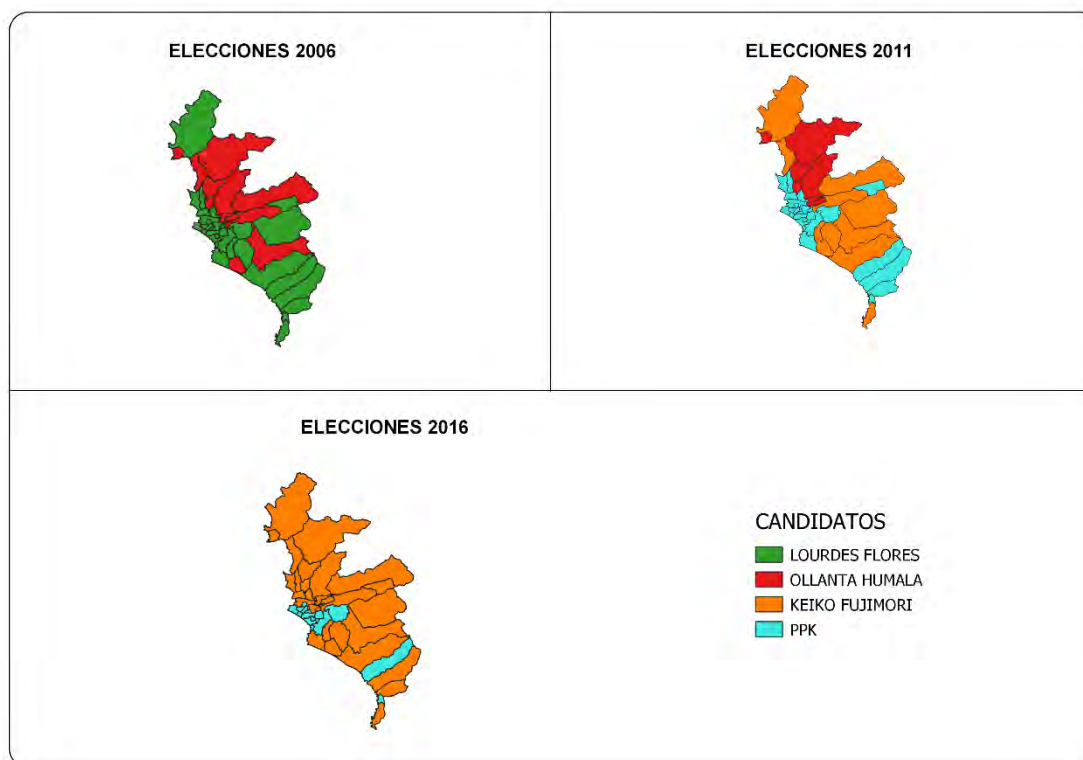 ELECCIONES 2006
ELECCIONES 2011
ELECCIONES 2016
CANDIDATOS
LOURDES FLORES
OLLANTA HUMALA
KEIKO FUJIMORI
PPK